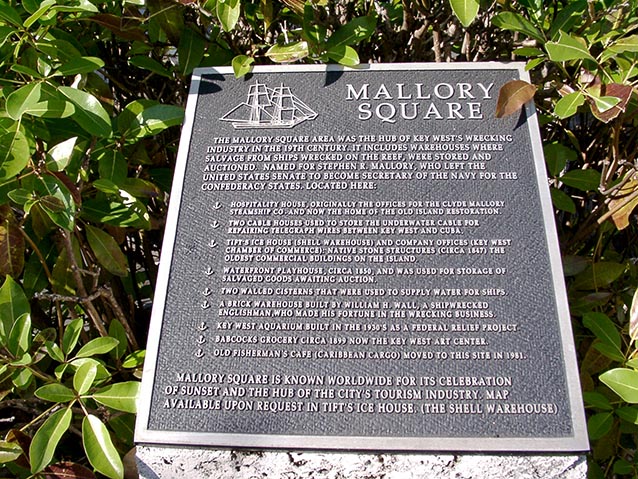 MALLORY
SQUARE
THE MALLORY SQUARE AREA WAS THE HUB OF KEY WEST'S WRECKING
INDUSTRY IN THE 19TH CENTURY. IT INCLUDES WAREHOUSES WHERE
SALVAGE FROM SHIPS WRECKED ON THE REEF, WERE STORED AND
AUCTIONED. NAMED FOR STEPHEN R. MALLORY, WHO LEFT THE
UNITED STATES SENATE TO BECOME SECRETARY OF THE NAVY FOR THE
CONFEDERACY STATES. LOCATED HERE:
HOSPITALITY HOUSE, ORIGINALLY THE OFFICES FOR THE CLYDE MALLORY
STEAMSHIP CO. AND NOW THE HOME OF THE OLD ISLAND RESTORATION.
TWO CABLE HOUSES USED TO STORE THE UNDERWATER CABLE FOR
REPAIRING TELEGRAPH WIRES BETWEEN KEY WEST AND CUBA.
TIFT'S ICE HOUSE (SHELL WAREHOUSE) AND COMPANY OFFICES (KEY WEST
CHAMBER OF COMMERCE)- NATIVE STONE STRUCTURES (CIRCA 1847) THE
OLDEST COMMERCIAL BUILDINGS ON THE ISLAND.
WATERFRONT PLAYHOUSE, CIRCA 1850, AND WAS USED FOR STORAGE OF
SALVAGED GOODS AWAITING AUCTION.
TWO WALLED CISTERNS THAT WERE USED TO SUPPLY WATER FOR SHIPS.
A BRICK WAREHOUSE BUILT BY WILLIAM H. WALL, A SHIPWRECKED
ENGLISHMAN, WHO MADE HIS FORTUNE IN THE WRECKING BUSINESS.
KEY WEST AQUARIUM BUILT IN THE 1930'S AS A FEDERAL RELIEF PROJECT
BABCOCKS GROCERY CIRCA 1899 NOW THE KEY WEST ART CENTER.
OLD FISHERMAN'S CAFE (CARIBBEAN CARGO) MOVED TO THIS SITE IN 1981.
MALLORY SQUARE IS KNOWN WORLDWIDE FOR ITS CELEBRATION
OF SUNSET AND THE HUB OF THE CITY'S TOURISM INDUSTRY. MAP
AVAILABLE UPON REQUEST IN TIFT'S ICE HOUSE. (THE SHELL WAREHOUSE)